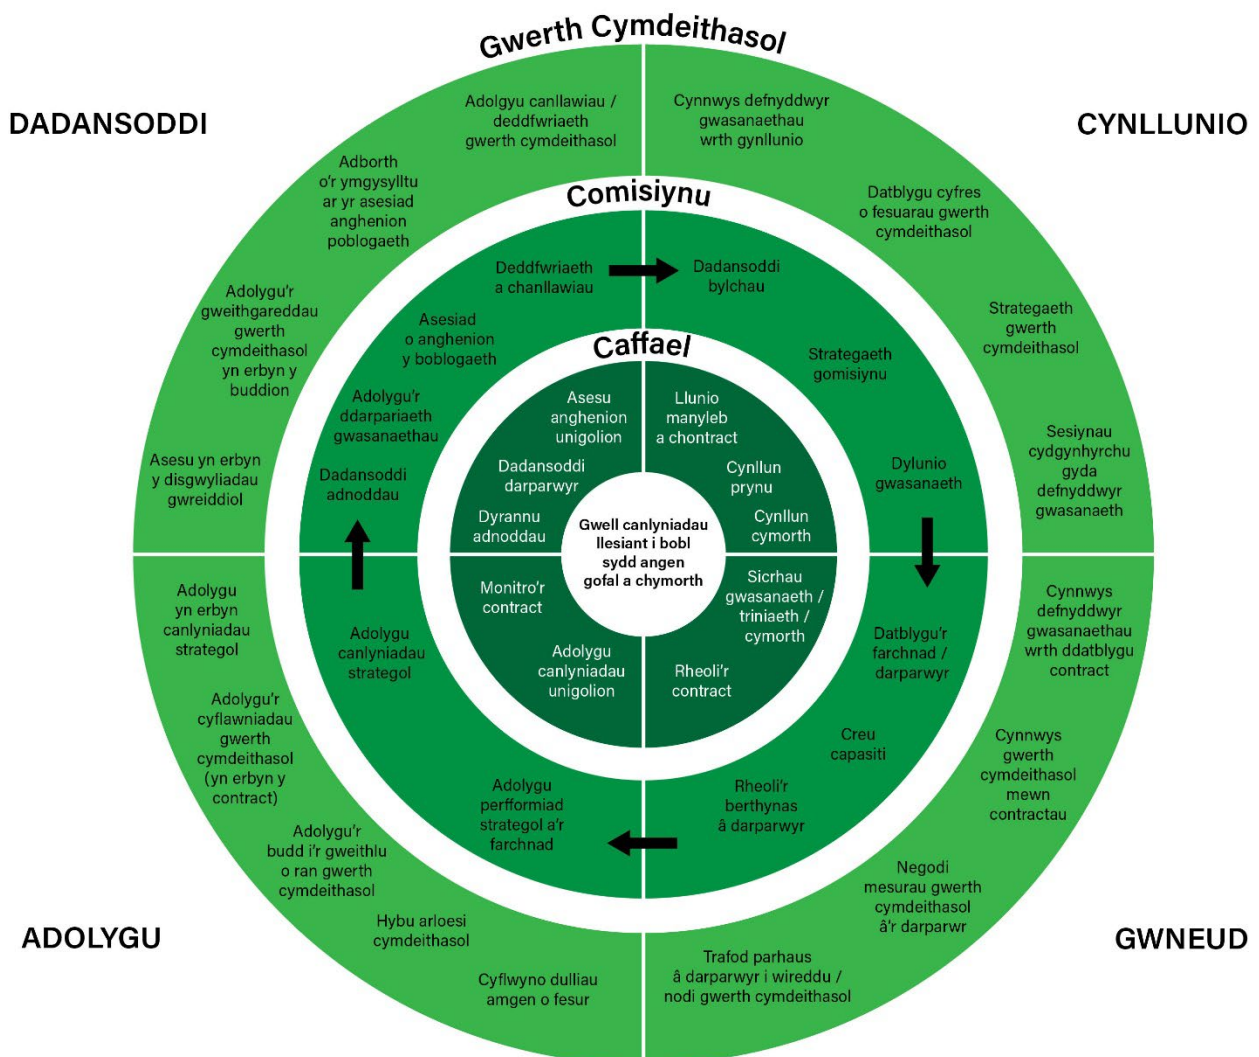 Gwerth Cymdeithasol
DADANSODDI
CYNLLUNIO
Adolgyu canllawiau /
deddfwriaeth
gwerth cymdeithasol
Adborth
o'r ymgysylltu
ar yr asesiad
anghenion
poblogaeth
Adolygu'r
gweithgareddau
gwerth
cymdeithasol
yn erbyn y
buddion
Asesu yn erbyn
y disgwyliadau
gwreiddiol
Cynnwys defnyddwyr
gwasanaethau
wrth gynllunio
Datblygu cyfres
o fesuarau gwerth
cymdeithasol
Strategaeth
gwerth
cymdeithasol
Sesiynau
cydgynhyrchu
gyda
defnyddwyr
gwasanaeth
Comisiynu
Deddfwriaeth
a chanllawiau
Asesiad
o anghenion
y boblogaeth
Adolygu'r
ddarpariaeth
gwasanaethau
Dadansoddi
adnoddau
Dadansoddi
bylchau
Strategaeth
gomisiynu
Dylunio
gwasanaeth
Caffael
Asesu
anghenion
unigolion
Dadansoddi
darparwyr
Dyrannu
adnoddau
Llunio
manyleb
a chontract
Cynllun
prynu
Cynllun
cymorth
Gwell canlyniadau
llesiant i bobl
sydd angen
gofal a chymorth
Monitro'r
contract
Adolygu
canlyniadau
unigolion
Sicrhau
gwasanaeth /
triniaeth /
cymorth
Rheoli'r
contract
Adolygu
canlyniadau
strategol
Adolygu
perfformiad
strategol a'r
farchnad
Datblygu'r
farchnad /
darparwyr
Creu
capasiti
Rheoli'r
berthynas
â darparwyr
Adolygu
yn erbyn
canlyniadau
strategol
Adolygu'r
cyflawniadau
gwerth
cymdeithasol
(yn erbyn y
contract)
Adolygu'r
budd i'r gweithlu
o ran gwerth
cymdeithasol
Hybu arloesi
cymdeithasol
Cyflwyno dulliau
amgen o fesur
Cynnwys
defnyddwyr
gwasanaethau
wrth ddatblygu
contract
Cynnwys
gwerth
cymdeithasol
mewn
contractau
Negodi
mesurau gwerth
cymdeithasol
â'r darparwr
Trafod parhaus
â darparwyr i wireddu /
nodi gwerth cymdeithasol
ADOLYGU
GWNEUD